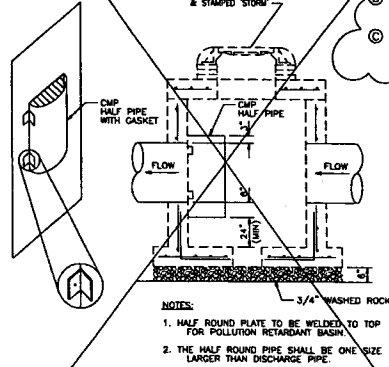 & STAMPED "STORM"
CMP
HALF PIPE
WITH GASKET
CMP
HALF PIPE
3"
FLOW
FLOW
6"
24"
(MIN)
6"
3/4" WASHED ROCK
NOTES:
1. HALF ROUND PLATE TO BE WELDED TO TOP
FOR POLLUTION RETARDANT BASIN.
2. THE HALF ROUND PIPE SHALL BE ONE SIZE
LARGER THAN DISCHARGE PIPE.
C
C